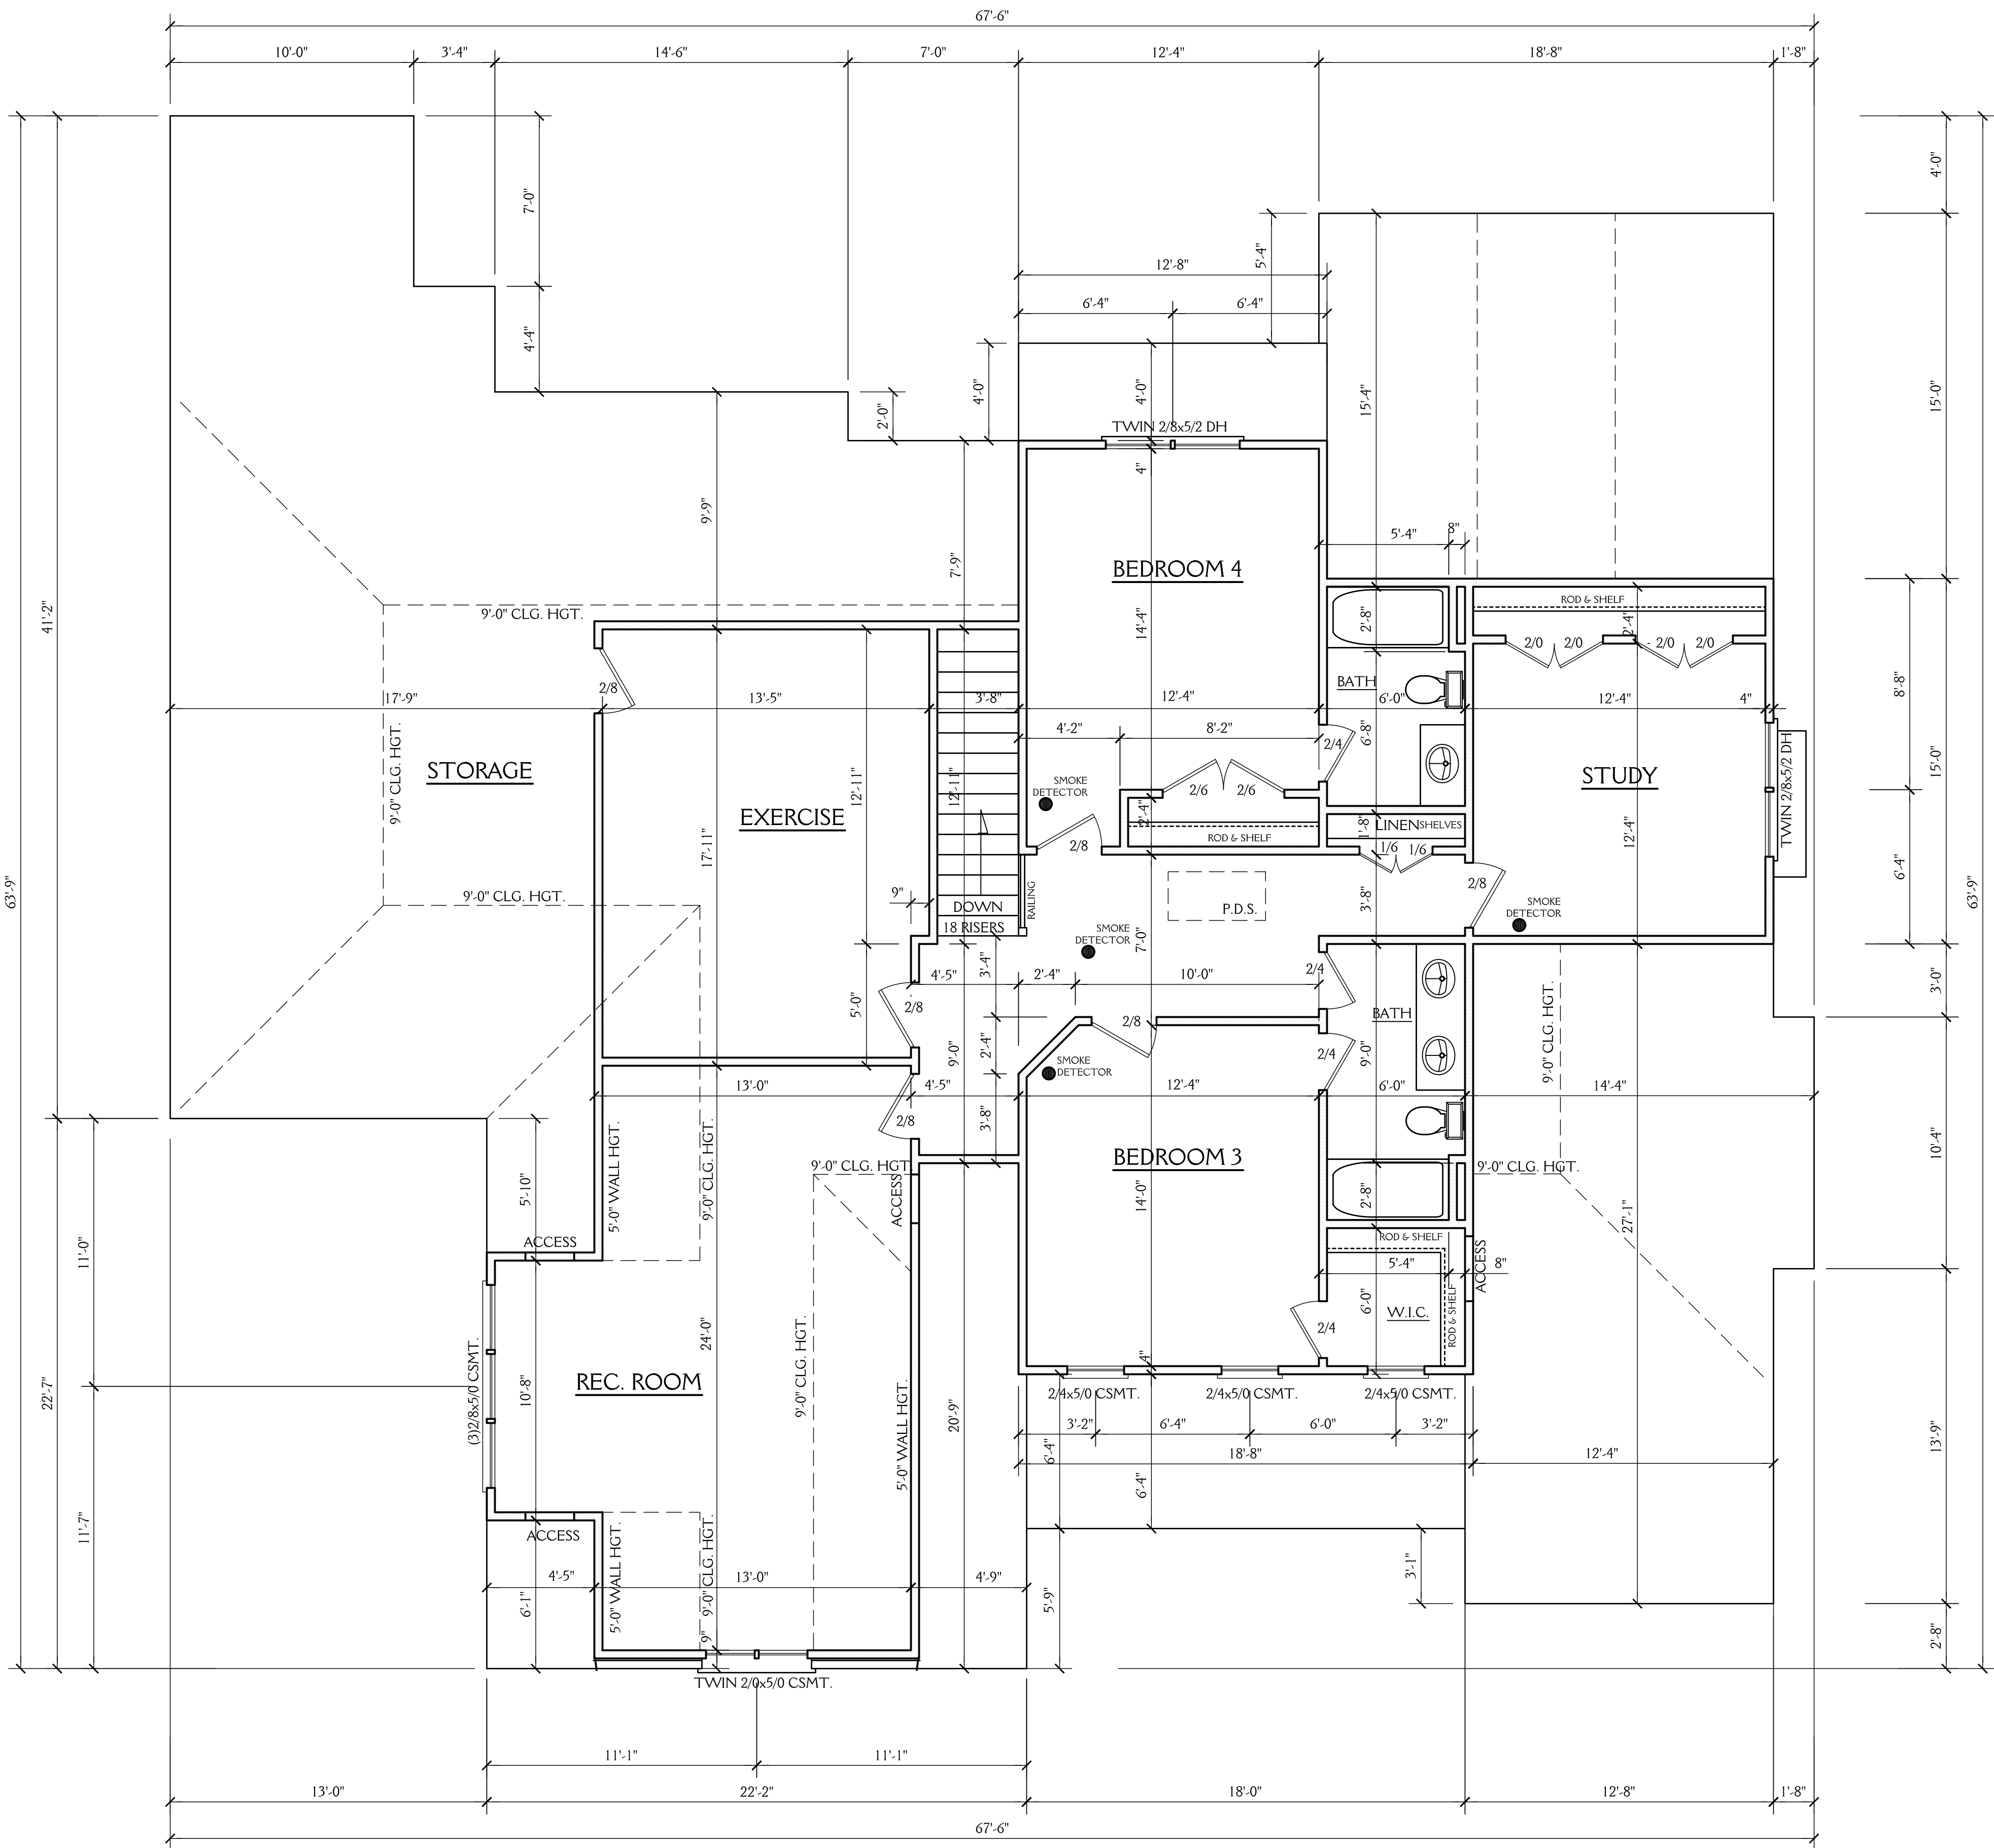 67'-6"
10'-0" 3'-4" 14'-6" 7'-0" 12'-4" 18'-8" 1'-8"
4'-0"
7'-0"
5'-4"
12'-8"
6'-4" 6'-4"
4'-4"
4'-0" 4'-0" 15'-4" 15'-0"
2'-0"
TWIN 2/8x5/2 DH
4"
9'-9"
5'-4" 8"
7'-9"
BEDROOM 4
ROD & SHELF
9'-0" CLG. HGT.
41'-2"
14'-4"
2'-8"
2'-4"
2/0 2/0 2/0 2/0
2/8
BATH
8'-8"
17'-9" 13'-5" 3'-8" 12'-4" 6'-0" 12'-4" 4"
4'-2" 8'-2"
2/4
6'-8"
9'-0" CLG. HGT.
STORAGE
STUDY
TWIN 2/8x5/2 DH
15'-0"
SMOKE
DETECTOR
2/6 2/6
12'-11" 12'-11"
EXERCISE
2'-4"
1'-8"
LINEN SHELVES
ROD & SHELF
12'-4"
17'-11"
2/8
1/6 1/6
6'-4"
63'-9" 63'-9"
9'-0" CLG. HGT.
9"
DOWN
18 RISERS
RAILING
P.D.S.
3'-8"
2/8
SMOKE
DETECTOR
SMOKE
DETECTOR
7'-0"
3'-4"
4'-5" 2'-4" 10'-0"
2/4
3'-0"
5'-0"
2/8
BATH
9'-0" CLG. HGT.
2/8
9'-0"
2'-4"
2/4
9'-0"
SMOKE
DETECTOR
13'-0" 4'-5" 12'-4" 6'-0" 14'-4"
2/8
3'-8"
10'-4"
5'-0" WALL HGT.
9'-0" CLG. HGT.
9'-0" CLG. HGT.
BEDROOM 3
9'-0" CLG. HGT.
5'-10"
ACCESS
14'-0"
2'-8"
27'-1"
11'-0"
ACCESS
ROD & SHELF
5'-4" 8"
ACCESS
6'-0"
W.I.C.
ROD & SHELF
2/4
(3)2/8x5/0 CSMT.
REC. ROOM
10'-8"
24'-0"
9'-0" CLG. HGT.
5'-0" WALL HGT.
4"
22'-7"
2/4x5/0 CSMT. 2/4x5/0 CSMT. 2/4x5/0 CSMT.
20'-9"
3'-2" 6'-4" 6'-0" 3'-2"
18'-8" 12'-4"
6'-4"
6'-4"
13'-9"
11'-7"
ACCESS
5'-0" WALL HGT.
9'-0" CLG. HGT.
3'-1"
4'-5" 13'-0" 4'-9"
6'-1"
5'-9"
9"
2'-8"
TWIN 2/0x5/0 CSMT.
11'-1" 11'-1"
13'-0" 22'-2" 18'-0" 12'-8" 1'-8"
67'-6"